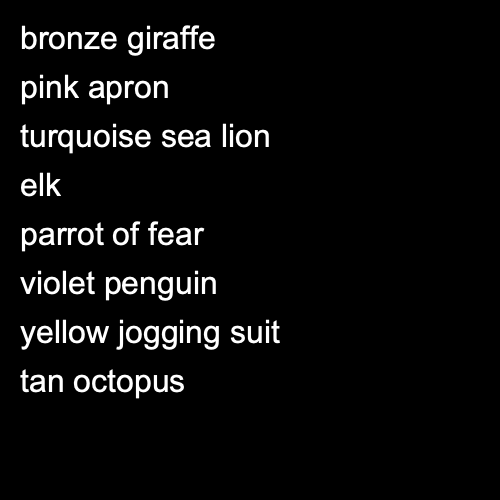 bronze giraffe
pink apron
turquoise sea lion
elk
parrot of fear
violet penguin
yellow jogging suit
tan octopus